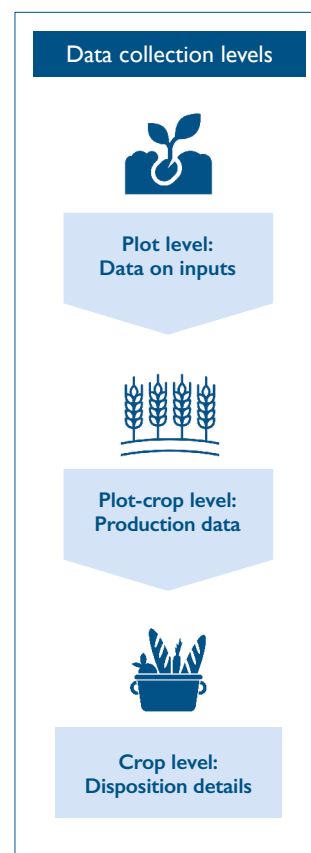 Data collection levels
Plot level:
Data on inputs
Plot-crop level:
Production data
Crop level:
Disposition details